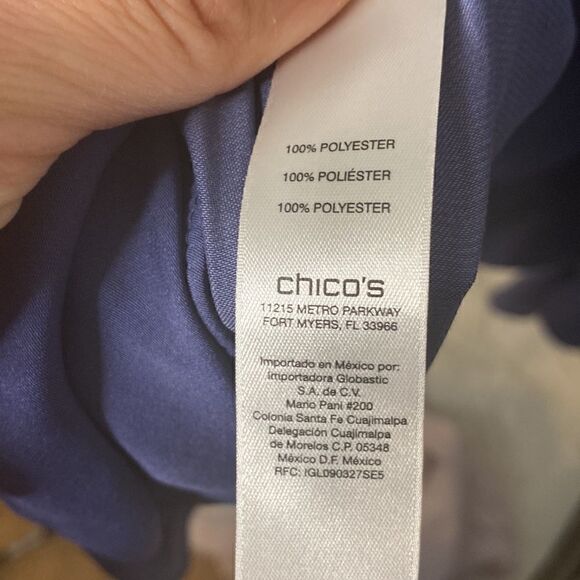 100% POLYESTER
100% POLIÉSTER
100% POLYESTER
chico's
11215 METRO PARKWAY
FORT MYERS, FL 33966
Importado en México por:
Importadora Globastic
S.A. de C.V.
Mario Pani #200
Colonia Santa Fe Cuajimalpa
Delegación Cuajimalpa
de Morelos C.P. 05348
México D.F. México
RFC: IGL090327SE5